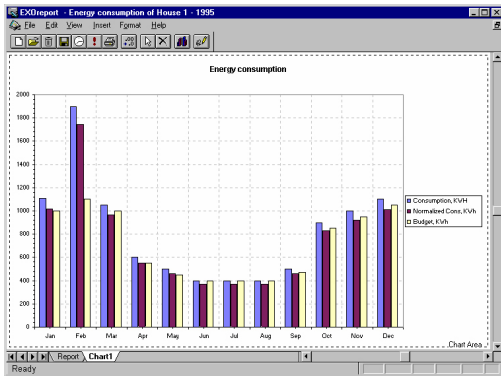 EXDreport - Energy consumption of House 1 - 1995
File Edit View Insert Format Help
Energy consumption
2000
1800
1600
1400
1200
1000
800
600
400
200
0
Jan Feb Mar Apr May Jun Jul Aug Sep Oct Nov Dec
Consumption, KVH
Normalized Cons, KVh
Budget, KVh
Chart Area
Report Chart1
Ready